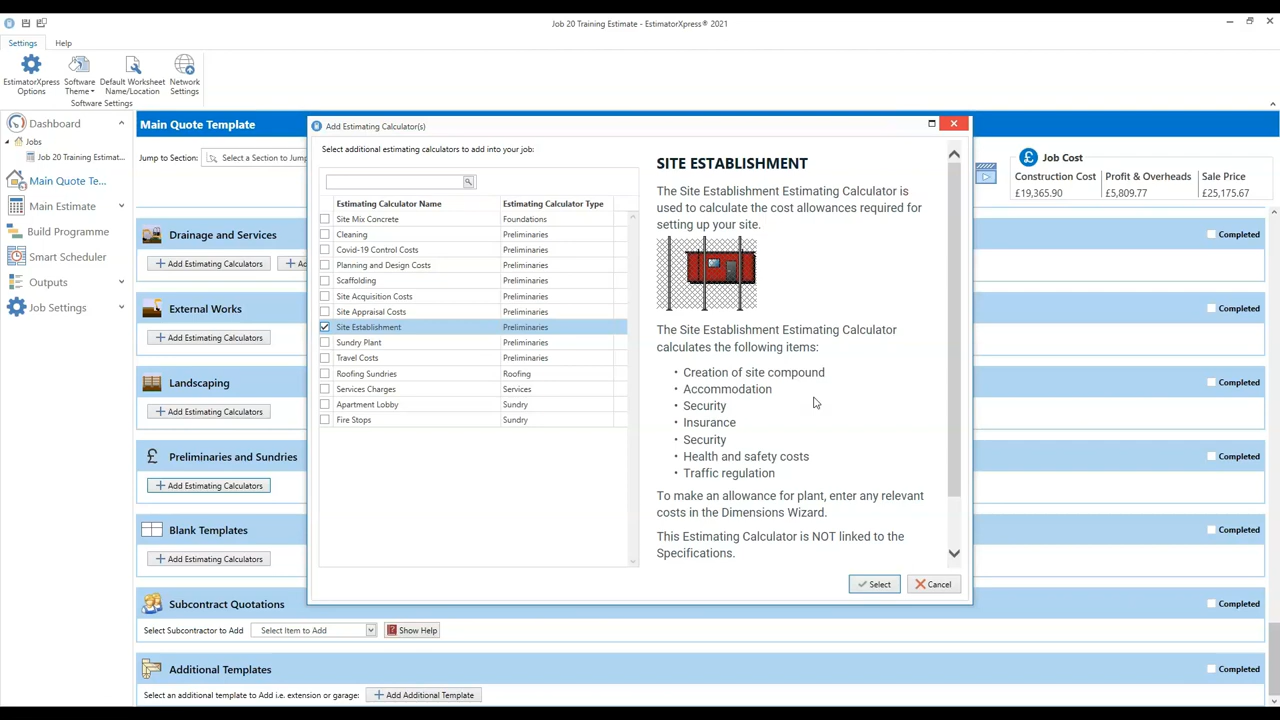 Job 20 Training Estimate - EstimatorXpress® 2021
Settings
Help
EstimatorXpress Options
Software Theme
Default Worksheet Name/Location
Network Settings
Software Settings
Dashboard
Jobs
Job 20 Training Estimat...
Main Quote Te...
Main Estimate
Build Programme
Smart Scheduler
Outputs
Job Settings
Main Quote Template
Jump to Section:
Select a Section to Jump
Job Cost
Construction Cost
Profit & Overheads
Sale Price
£19,365.90
£5,809.77
£25,175.67
Drainage and Services
Completed
Add Estimating Calculators
Ad
External Works
Completed
Add Estimating Calculators
Landscaping
Completed
Add Estimating Calculators
£ Preliminaries and Sundries
Completed
Add Estimating Calculators
Blank Templates
Completed
Add Estimating Calculators
Subcontract Quotations
Completed
Select Subcontractor to Add
Select Item to Add
Show Help
Additional Templates
Completed
Select an additional template to Add i.e. extension or garage:
Add Additional Template
Add Estimating Calculator(s)
Select additional estimating calculators to add into your job:
Estimating Calculator Name Estimating Calculator Type
Site Mix Concrete Foundations
Cleaning Preliminaries
Covid-19 Control Costs Preliminaries
Planning and Design Costs Preliminaries
Scaffolding Preliminaries
Site Acquisition Costs Preliminaries
Site Appraisal Costs Preliminaries
Site Establishment Preliminaries
Sundry Plant Preliminaries
Travel Costs Preliminaries
Roofing Sundries Roofing
Services Charges Services
Apartment Lobby Sundry
Fire Stops Sundry
SITE ESTABLISHMENT
The Site Establishment Estimating Calculator is
used to calculate the cost allowances required for
setting up your site.
The Site Establishment Estimating Calculator
calculates the following items:
• Creation of site compound
• Accommodation
• Security
• Insurance
• Security
• Health and safety costs
• Traffic regulation
To make an allowance for plant, enter any relevant
costs in the Dimensions Wizard.
This Estimating Calculator is NOT linked to the
Specifications.
Select
Cancel